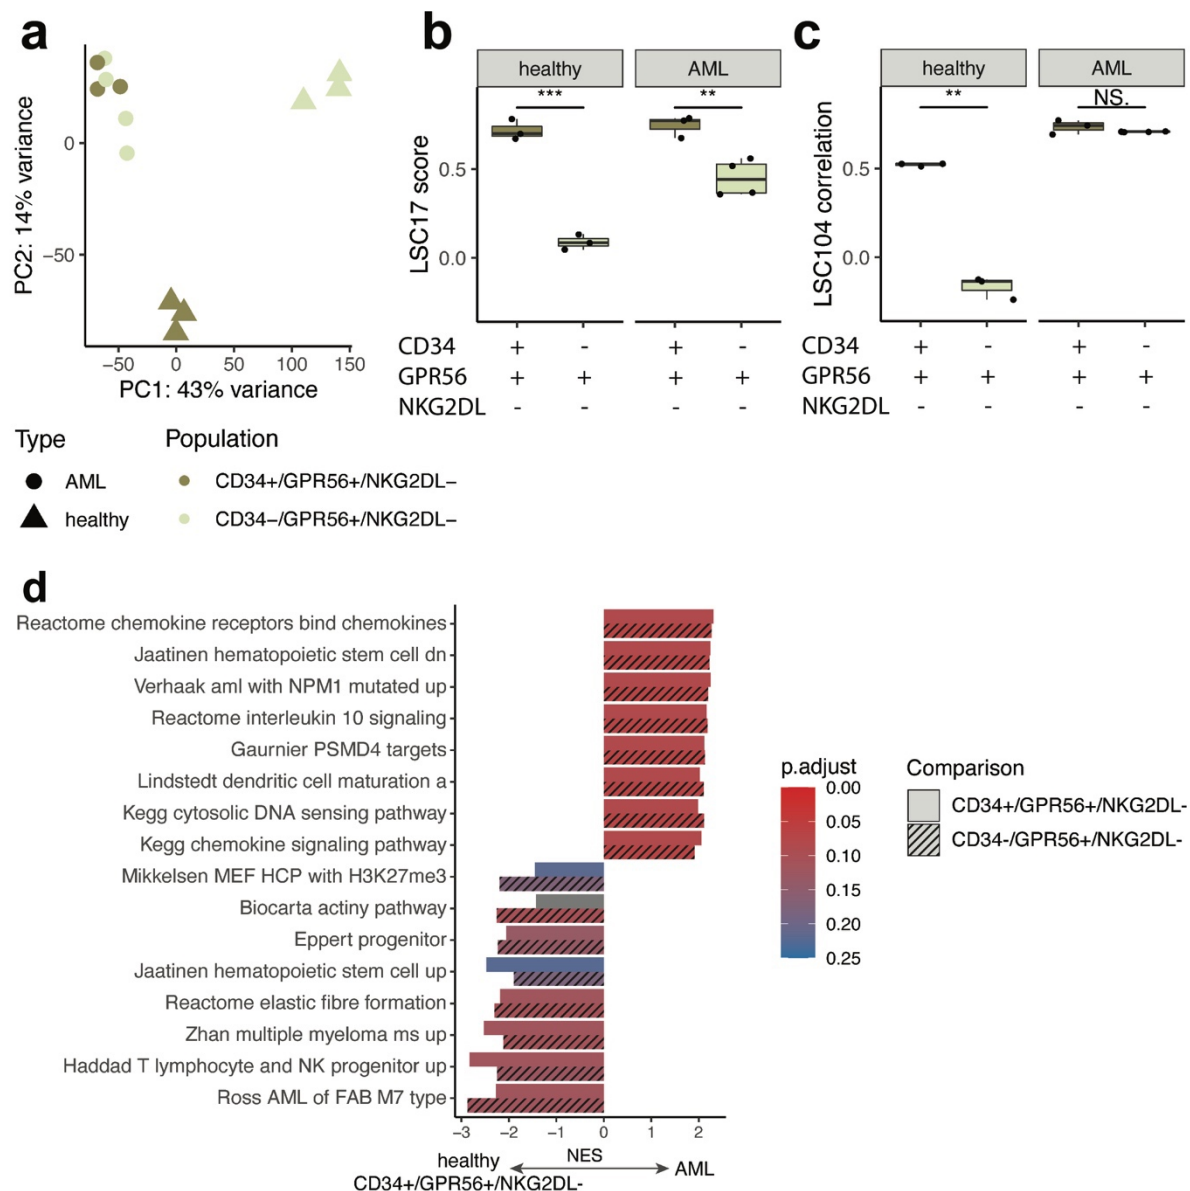 a
PC2: 14% variance
0
−50
−50 0 50 100 150
PC1: 43% variance
Type
AML
healthy
Population
CD34+/GPR56+/NKG2DL−
CD34−/GPR56+/NKG2DL−
b
healthy AML
*** **
LSC17 score
0.5
0.0
CD34 + - + -
GPR56 + + + +
NKG2DL - - - -
c
healthy AML
** NS.
LSC104 correlation
0.5
0.0
CD34 + - + -
GPR56 + + + +
NKG2DL - - - -
d
Reactome chemokine receptors bind chemokines
Jaatinen hematopoietic stem cell dn
Verhaak aml with NPM1 mutated up
Reactome interleukin 10 signaling
Gaurnier PSMD4 targets
Lindstedt dendritic cell maturation a
Kegg cytosolic DNA sensing pathway
Kegg chemokine signaling pathway
Mikkelsen MEF HCP with H3K27me3
Biocarta actiny pathway
Eppert progenitor
Jaatinen hematopoietic stem cell up
Reactome elastic fibre formation
Zhan multiple myeloma ms up
Haddad T lymphocyte and NK progenitor up
Ross AML of FAB M7 type
−3 −2 −1 0 1 2
NES
healthy
CD34+/GPR56+/NKG2DL-
AML
p.adjust
0.00
0.05
0.10
0.15
0.20
0.25
Comparison
CD34+/GPR56+/NKG2DL-
CD34-/GPR56+/NKG2DL-